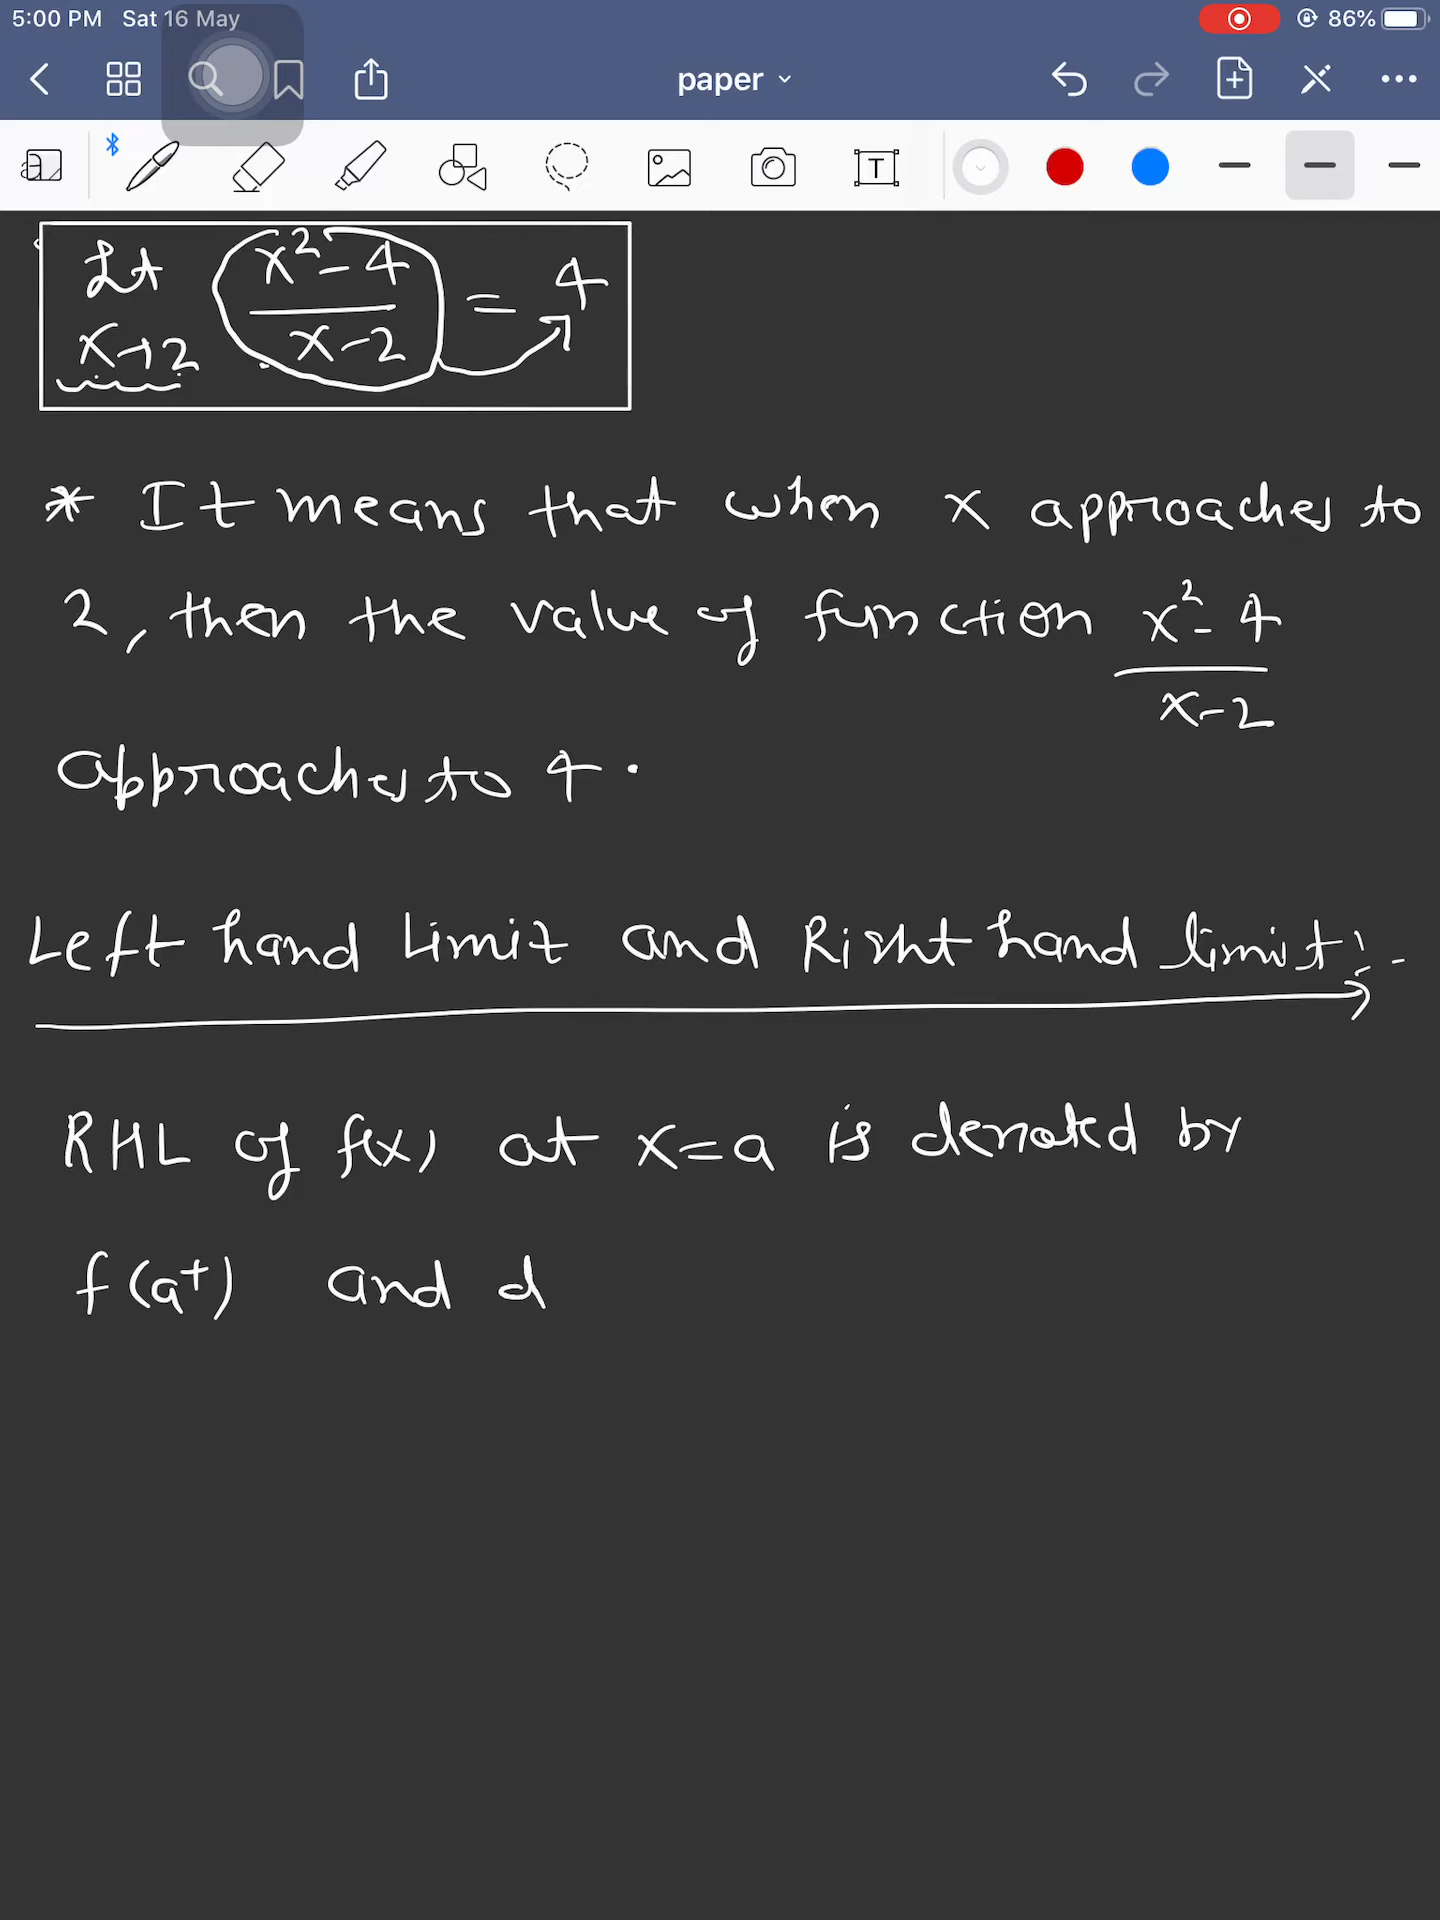 5:00 PM Sat 16 May 86%
paper
T
Lt x²-4 = 4
x→2 x-2
* It means that when x approaches to
2, then the value of function x²-4
x-2
approaches to 4.
Left hand Limit and Right hand limit:-
RHL of f(x) at x=a is denoted by
f(a⁺) and d